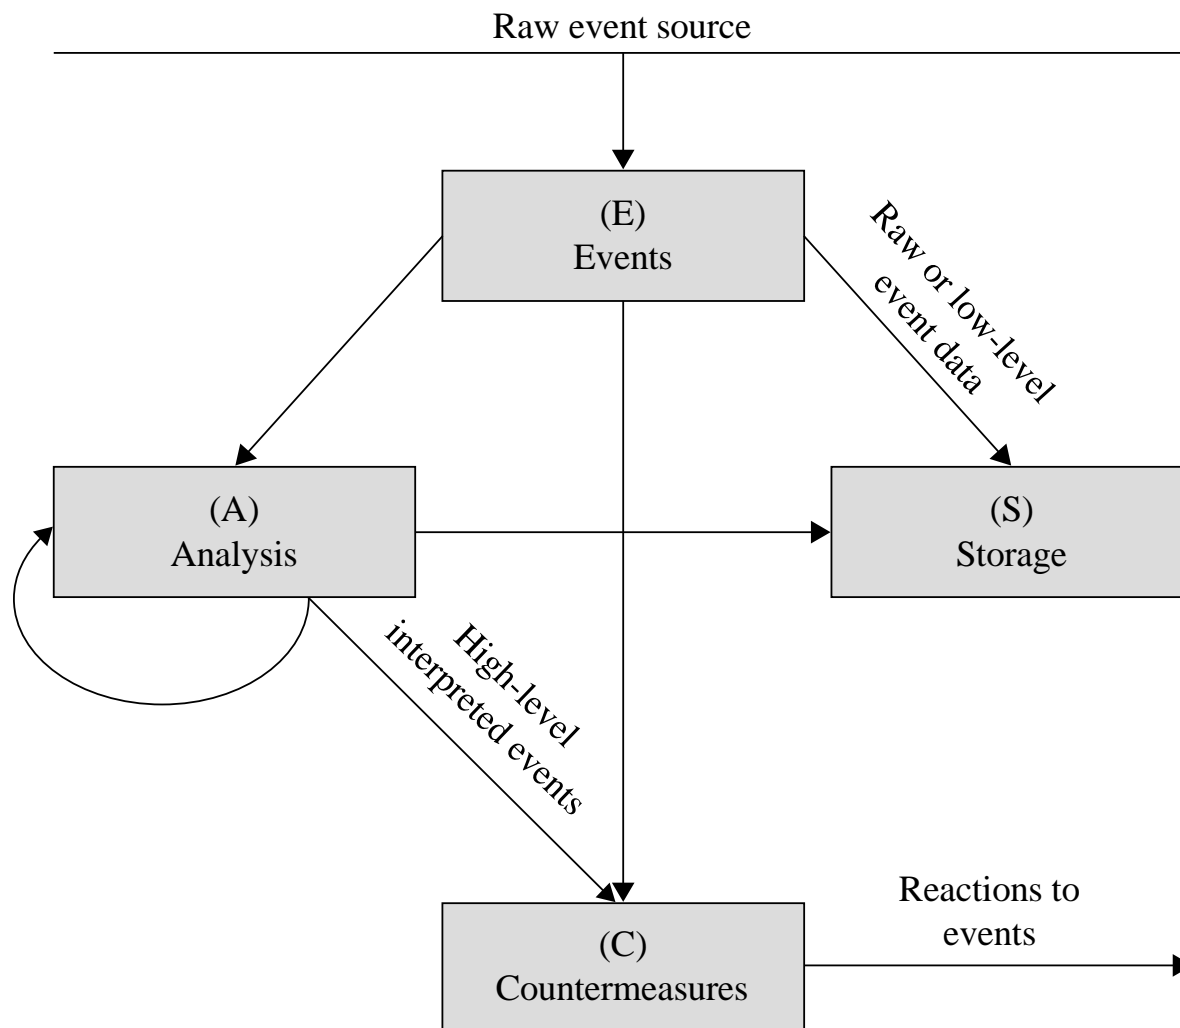 Raw event source
(E)
Events
Raw or low-level
event data
(A)
Analysis
(S)
Storage
High-level
interpreted events
Reactions to
events
(C)
Countermeasures